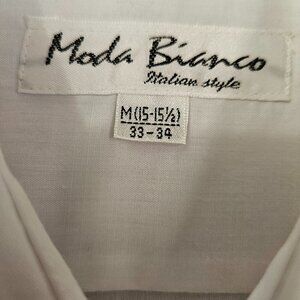 Moda Bianco
Italian style
M(15-15½)
33-34